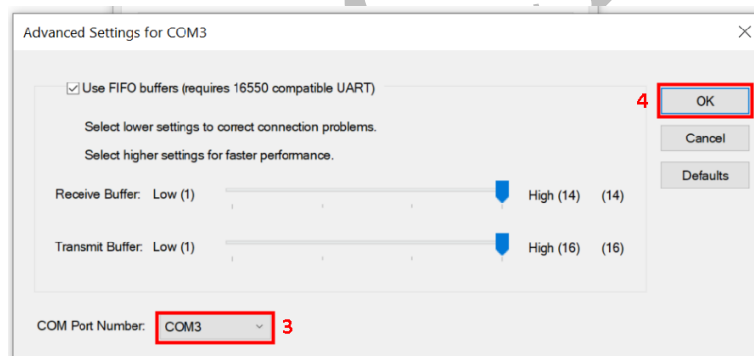 Advanced Settings for COM3
Use FIFO buffers (requires 16550 compatible UART)
4
OK
Select lower settings to correct connection problems.
Cancel
Select higher settings for faster performance.
Defaults
Receive Buffer: Low (1) High (14) (14)
Transmit Buffer: Low (1) High (16) (16)
COM Port Number: COM3 3